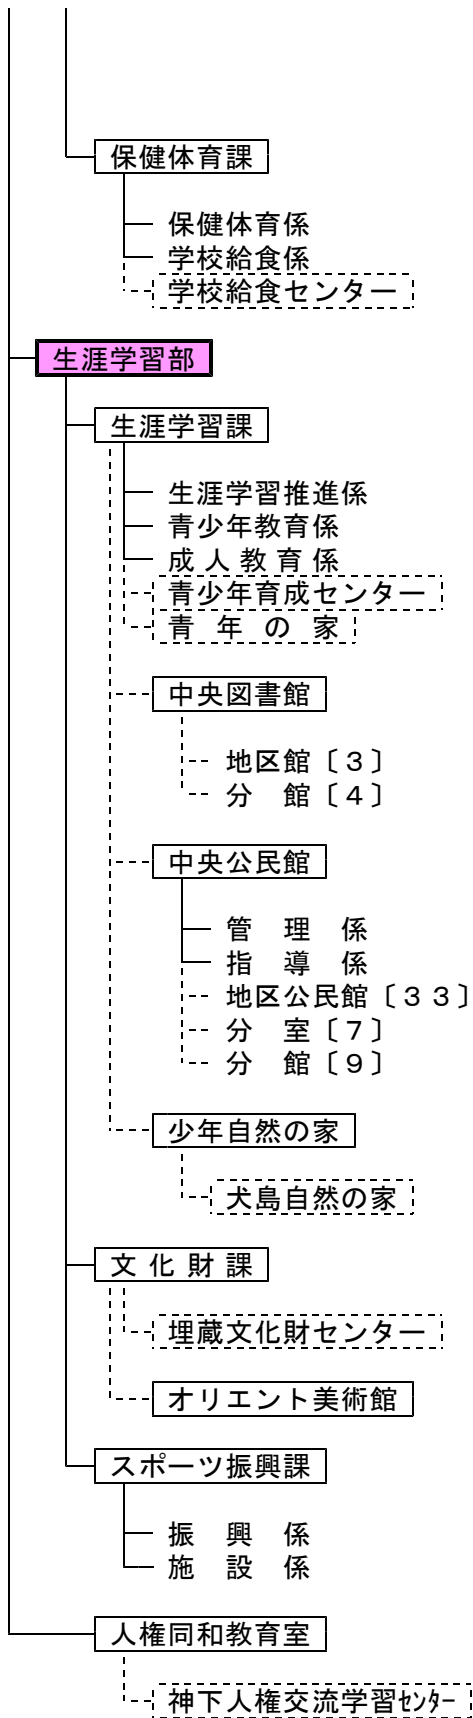 保健体育課
保健体育係
学校給食係
学校給食センター
生涯学習部
生涯学習課
生涯学習推進係
青少年教育係
成人教育係
青少年育成センター
青年の家
中央図書館
地区館〔３〕
分　館〔４〕
中央公民館
管　理　係
指　導　係
地区公民館〔３３〕
分　室〔７〕
分　館〔９〕
少年自然の家
犬島自然の家
文化財課
埋蔵文化財センター
オリエント美術館
スポーツ振興課
振　興　係
施　設　係
人権同和教育室
神下人権交流学習ｾﾝﾀｰ